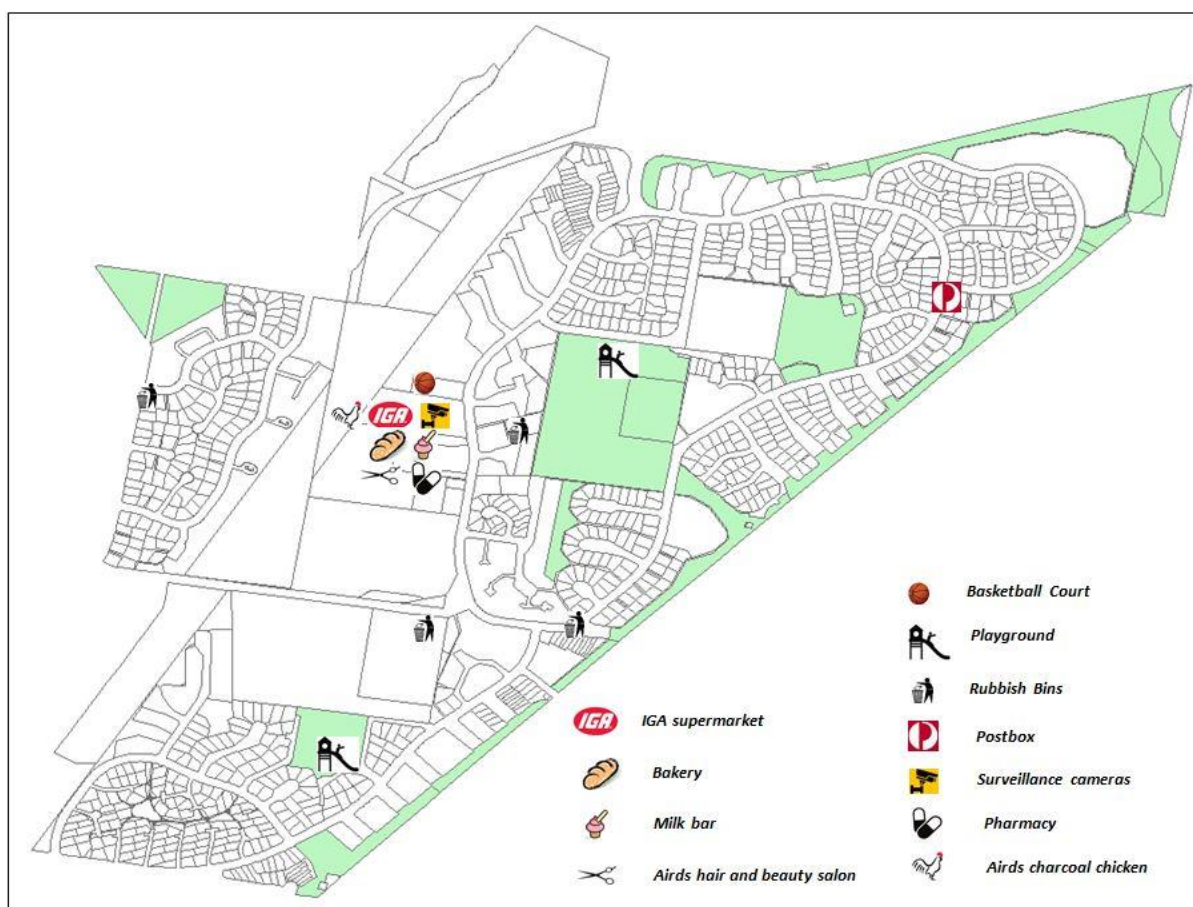 IGA
Basketball Court
Playground
Rubbish Bins
IGA
IGA supermarket
Postbox
Bakery
Surveillance cameras
Milk bar
Pharmacy
Airds hair and beauty salon
Airds charcoal chicken